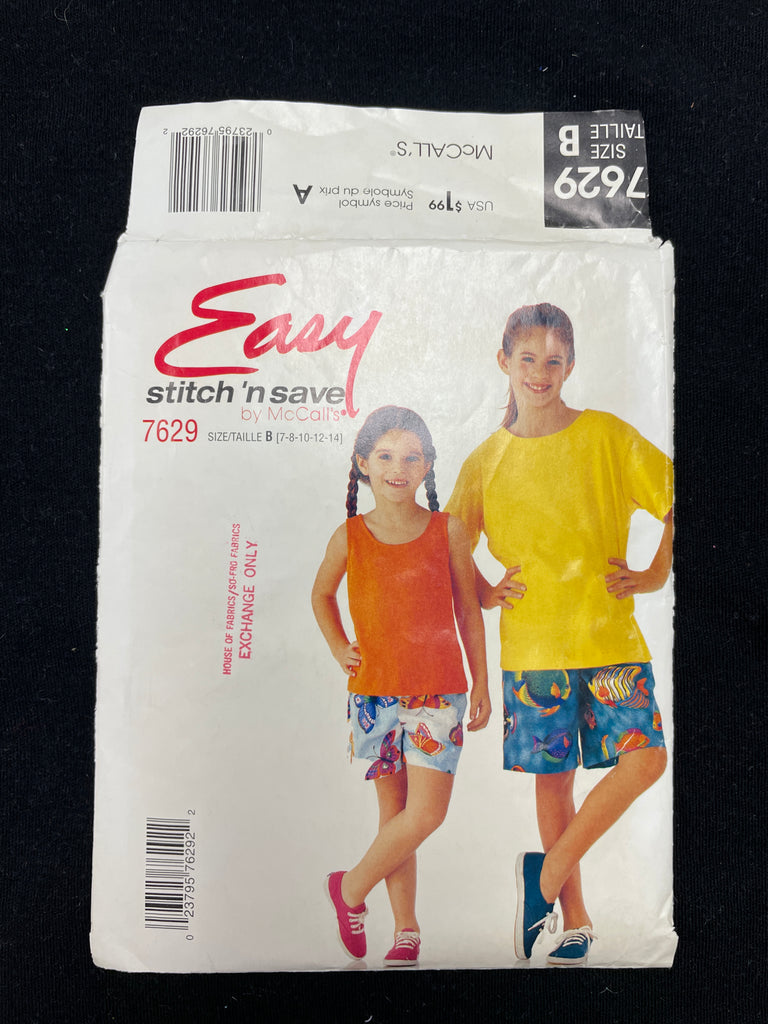 7629
SIZE
TAILLE B
McCALL'S®
USA $1.99
Price symbol
Symbole du prix A
0 23795 76292 2
Easy
stitch 'n save
by McCall's®
7629 SIZE/TAILLE B [7-8-10-12-14]
HOUSE OF FABRICS/SO-FRO FABRICS
EXCHANGE ONLY
0 23795 76292 2